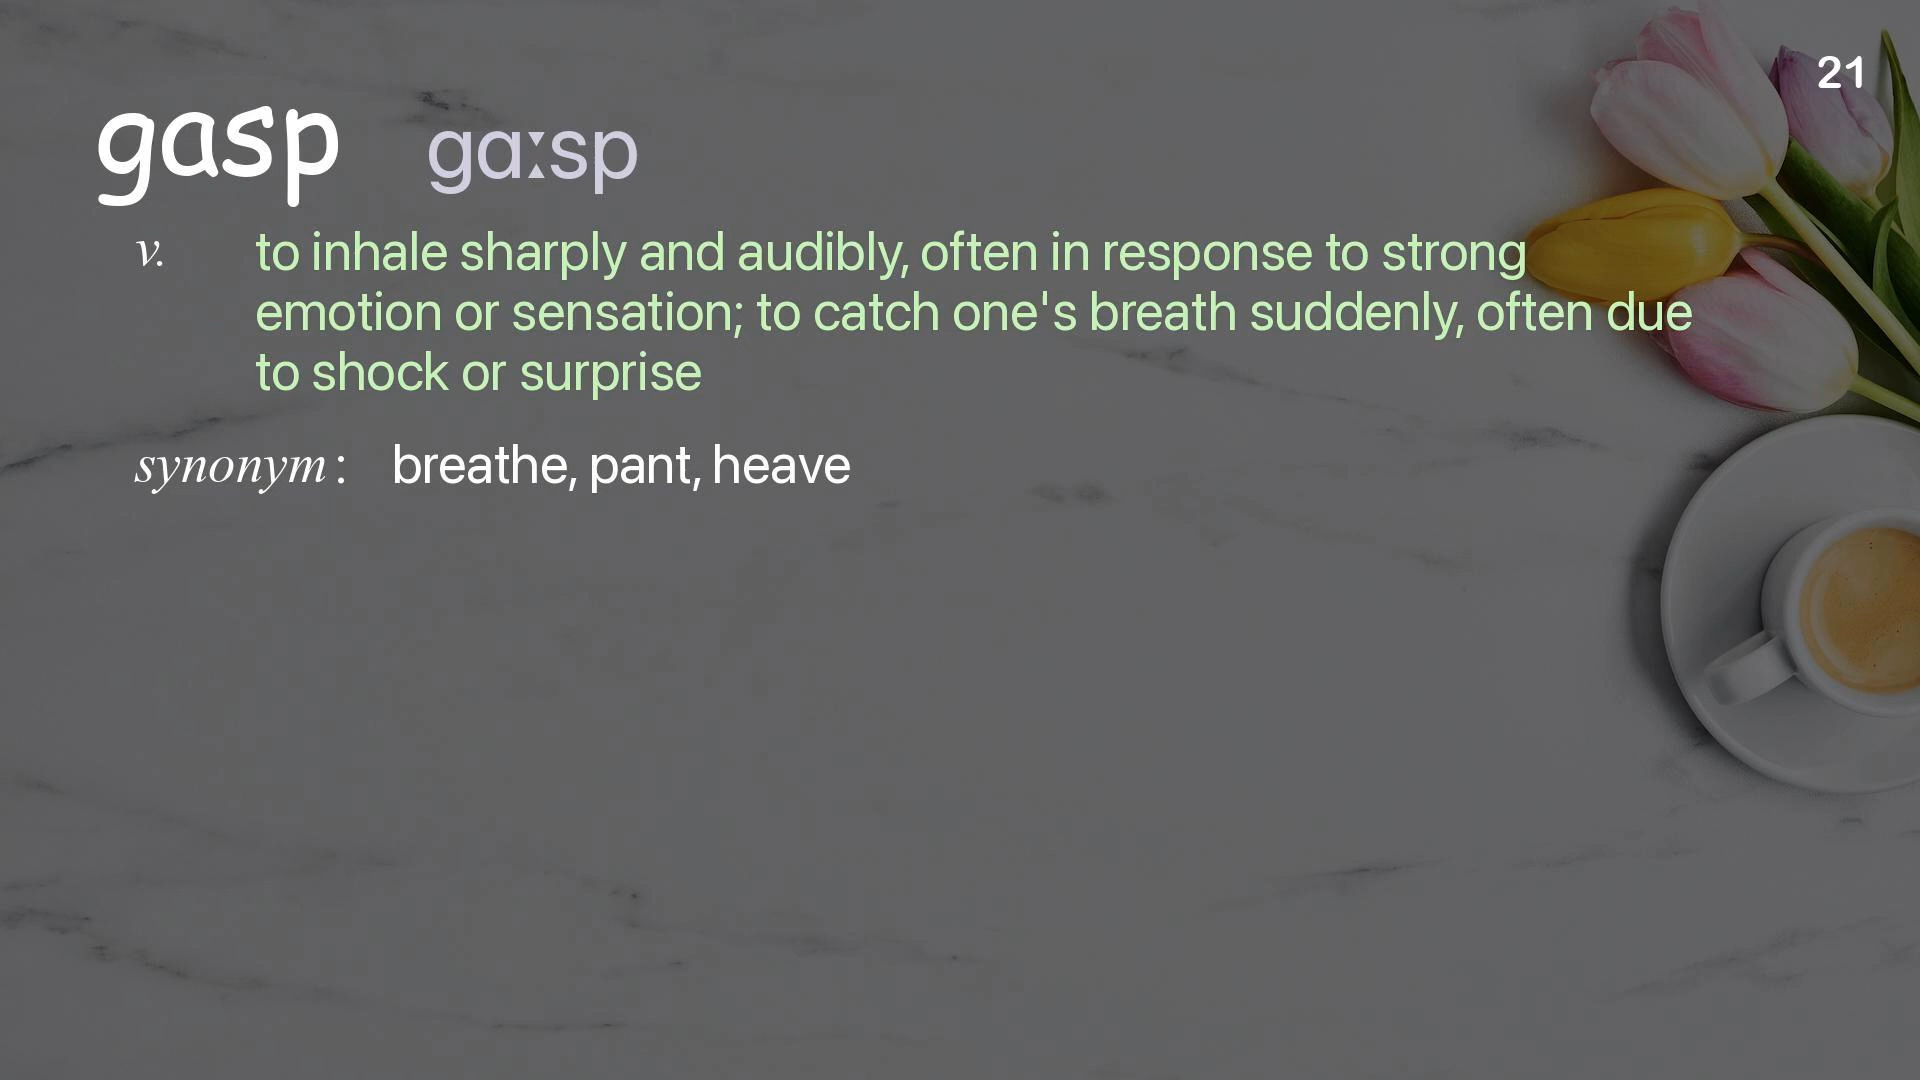 21
gasp gɑːsp
v. to inhale sharply and audibly, often in response to strong
emotion or sensation; to catch one's breath suddenly, often due
to shock or surprise
synonym : breathe, pant, heave